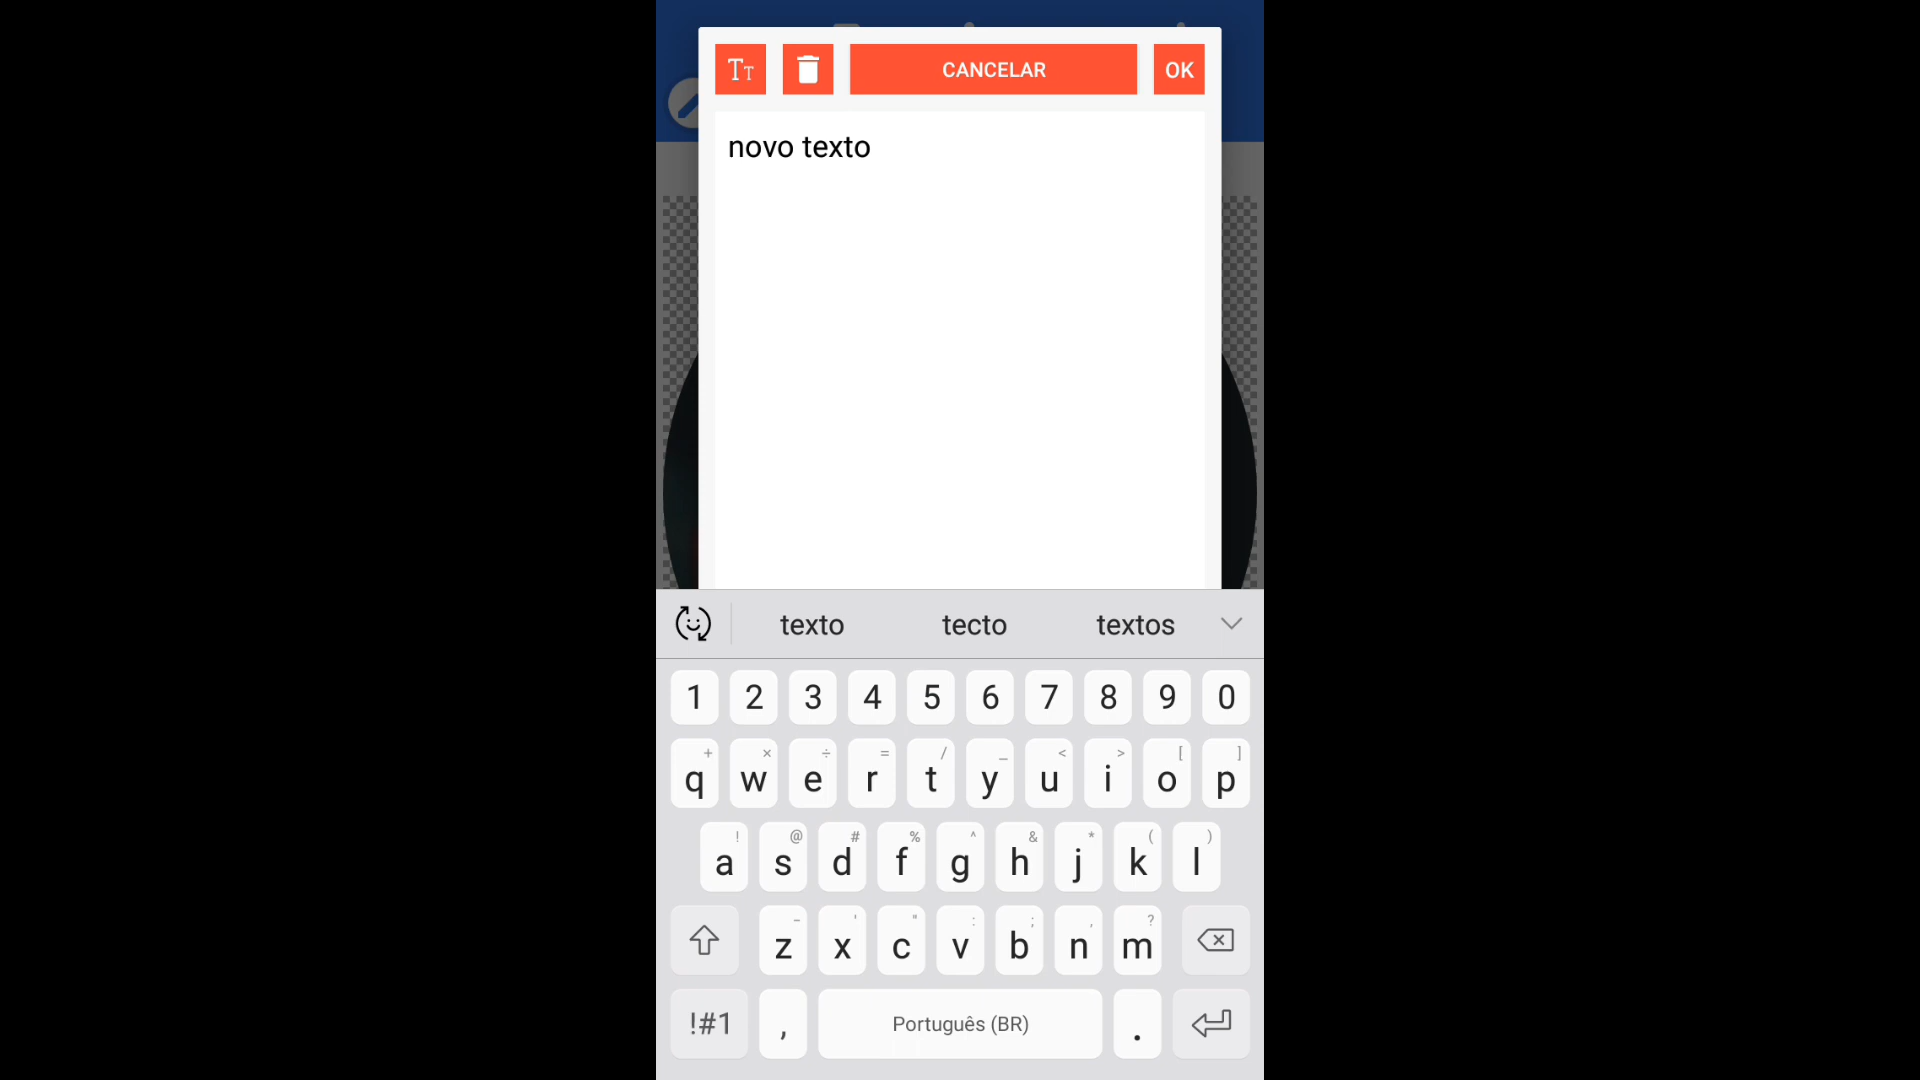 Tт CANCELAR OK
novo texto
texto tecto textos
1 2 3 4 5 6 7 8 9 0
+ × ÷ = / _ < > [ ]
q w e r t y u i o p
! @ # % ^ & * ( )
a s d f g h j k l
- ' " : ; , ?
z x c v b n m
!#1 , Português (BR) .